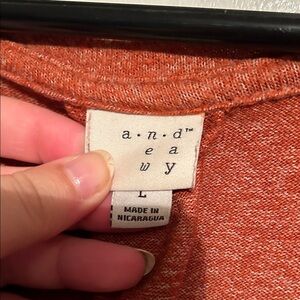 a·n·d™
e a
w y
L
MADE IN
NICARAGUA